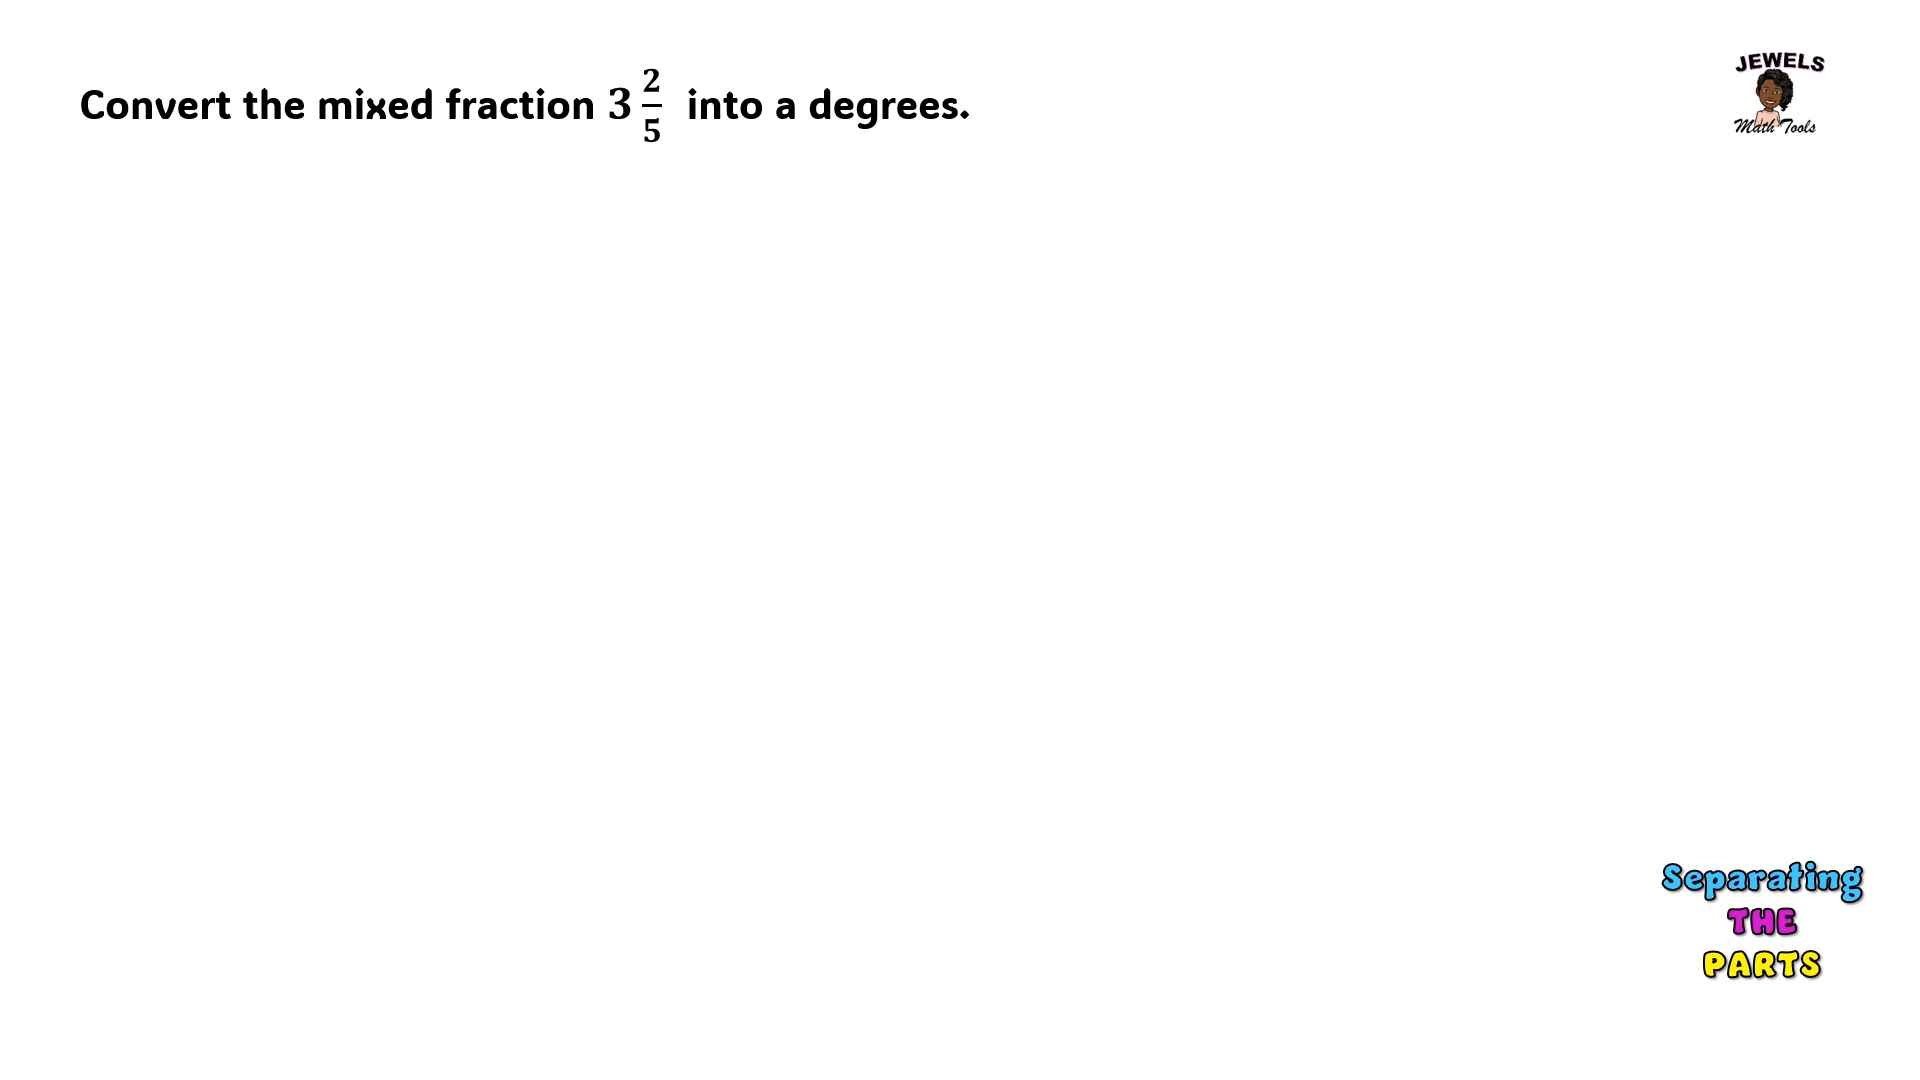 Convert the mixed fraction 3 2/5 into a degrees.
JEWELS
Math Tools
Separating
THE
PARTS